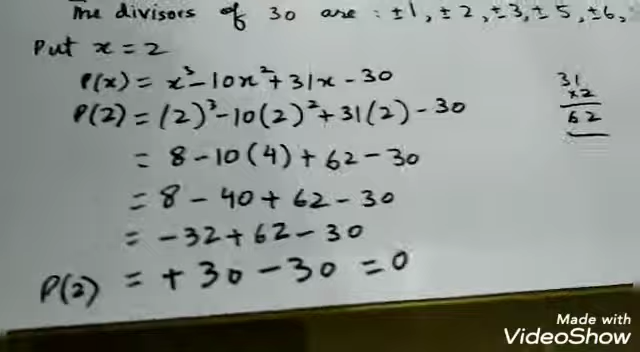 The divisors of 30 are : ±1, ±2, ±3, ±5, ±6,
Put x = 2
P(x) = x³ - 10x² + 31x - 30
P(2) = (2)³ - 10(2)² + 31(2) - 30
= 8 - 10(4) + 62 - 30
= 8 - 40 + 62 - 30
= -32 + 62 - 30
P(2) = +30 - 30 = 0
31
×2
62
Made with
VideoShow